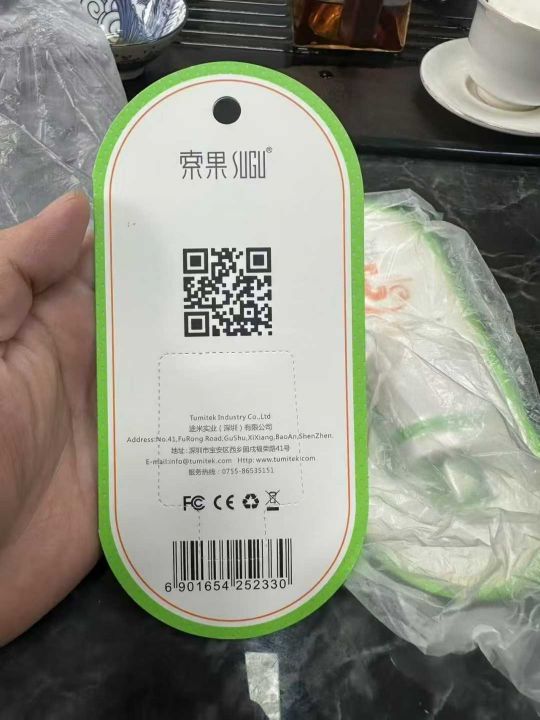 索果 SUGU®
Tumitek Industry Co.,Ltd
途米实业（深圳）有限公司
Address:No.41,FuRong Road,GuShu,XiXiang,BaoAn,ShenZhen.
地址：深圳市宝安区西乡固戍福荣路41号
E-mail:info@tumitek.com Http: www.tumitek:com
服务热线：0755-86535151
FC CE
6 901654 252330